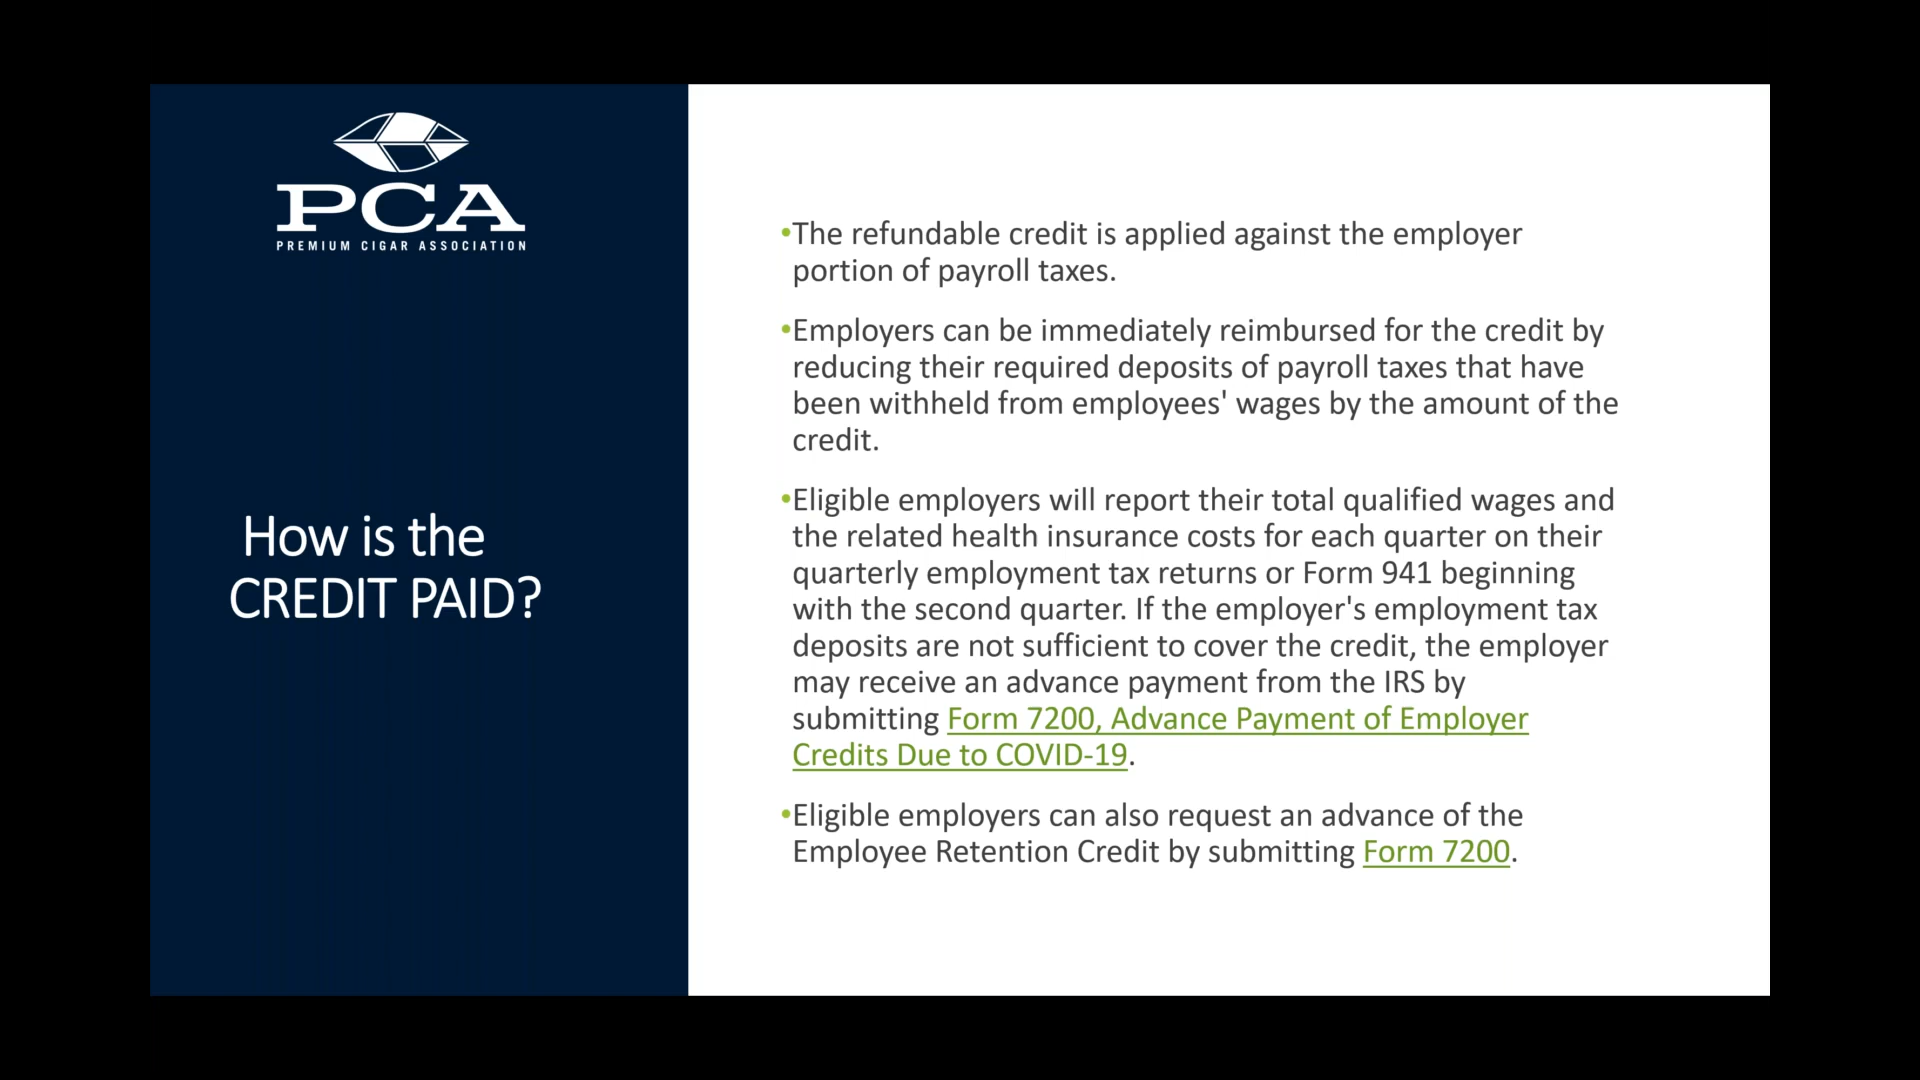 PCA
PREMIUM CIGAR ASSOCIATION
How is the
CREDIT PAID?
•The refundable credit is applied against the employer
portion of payroll taxes.
•Employers can be immediately reimbursed for the credit by
reducing their required deposits of payroll taxes that have
been withheld from employees' wages by the amount of the
credit.
•Eligible employers will report their total qualified wages and
the related health insurance costs for each quarter on their
quarterly employment tax returns or Form 941 beginning
with the second quarter. If the employer's employment tax
deposits are not sufficient to cover the credit, the employer
may receive an advance payment from the IRS by
submitting Form 7200, Advance Payment of Employer
Credits Due to COVID-19.
•Eligible employers can also request an advance of the
Employee Retention Credit by submitting Form 7200.